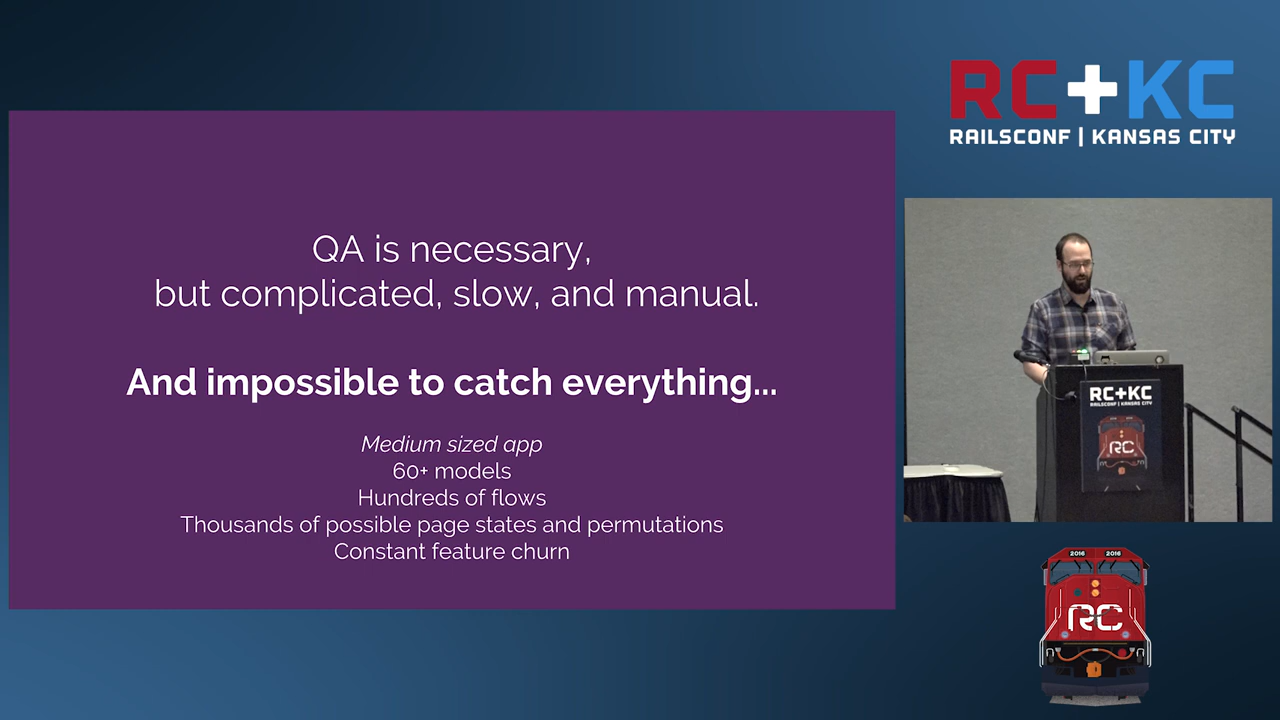 QA is necessary,
but complicated, slow, and manual.
And impossible to catch everything...
Medium sized app
60+ models
Hundreds of flows
Thousands of possible page states and permutations
Constant feature churn
RC+KC
RAILSCONF | KANSAS CITY
RC+KC
RAILSCONF | KANSAS CITY
RC
2016 2016
RC